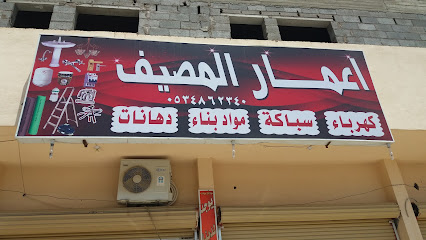 اعمار المصيف
٠٥٣٤٨٦٢٣٤٠
كهرباء سباكة مواد بناء دهانات